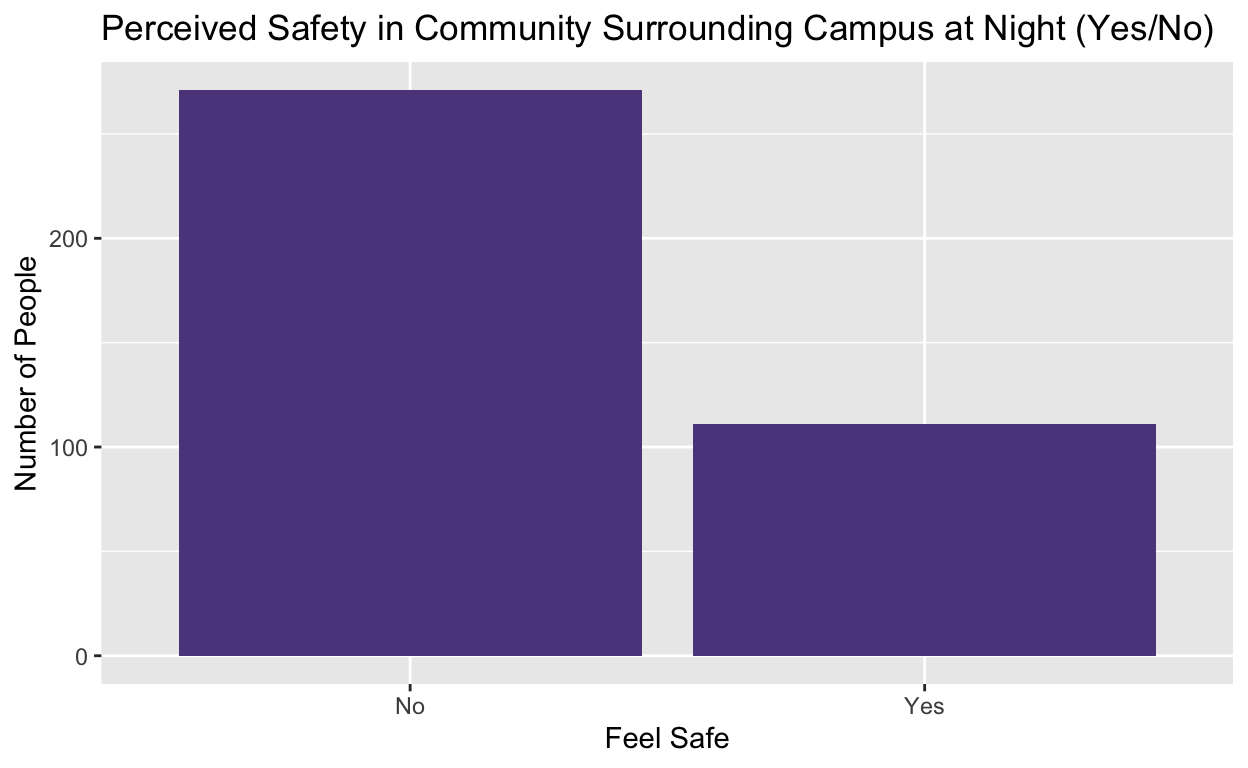 Perceived Safety in Community Surrounding Campus at Night (Yes/No)
Number of People
200
100
0
No
Yes
Feel Safe